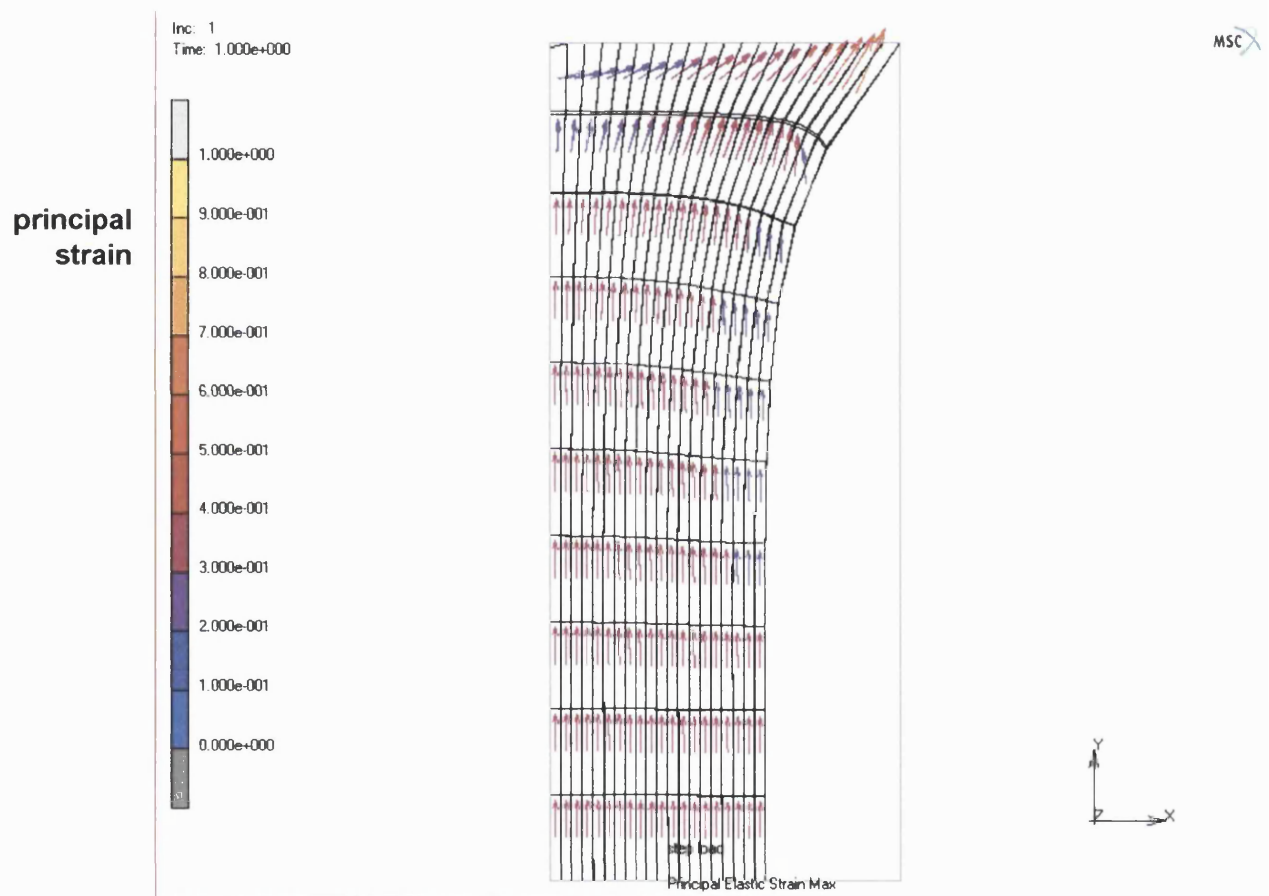 Inc: 1
Time: 1.000e+000
MSC
principal
strain
1.000e+000
9.000e-001
8.000e-001
7.000e-001
6.000e-001
5.000e-001
4.000e-001
3.000e-001
2.000e-001
1.000e-001
0.000e+000
Y
Z
X
step load
Principal Elastic Strain Max